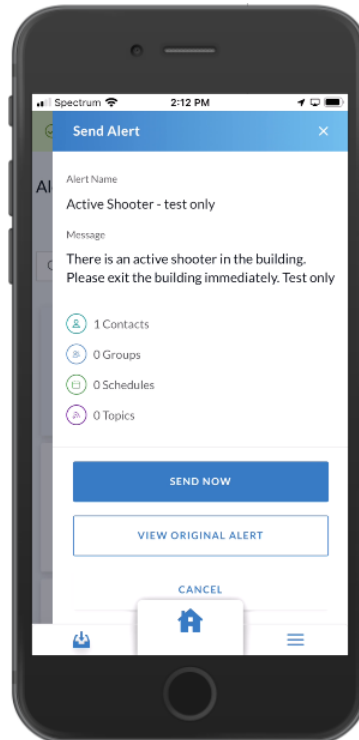 Spectrum
2:12 PM
Send Alert
Al
Alert Name
Active Shooter - test only
Message
There is an active shooter in the building.
Please exit the building immediately. Test only
1 Contacts
0 Groups
0 Schedules
0 Topics
SEND NOW
VIEW ORIGINAL ALERT
CANCEL